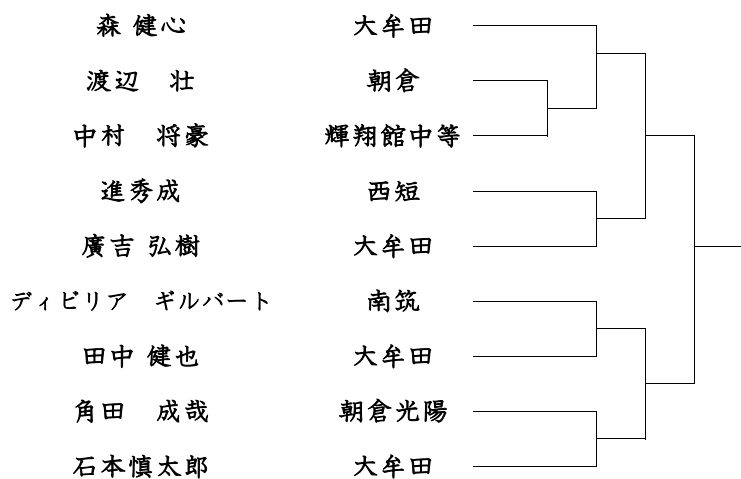 森 健心 大牟田
渡辺 壮 朝倉
中村 将豪 輝翔館中等
進秀成 西短
廣吉 弘樹 大牟田
ディビリア ギルバート 南筑
田中 健也 大牟田
角田 成哉 朝倉光陽
石本慎太郎 大牟田